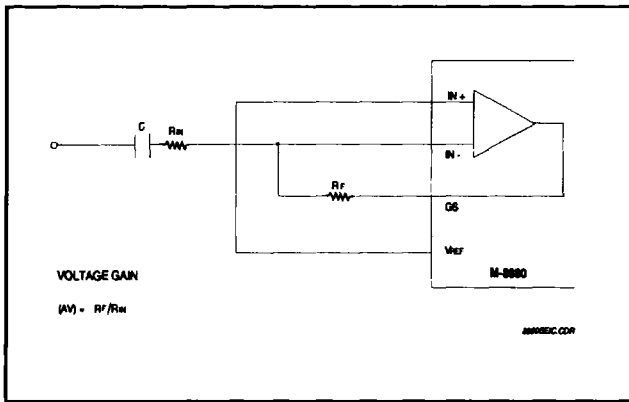 IN +
C
RIN
IN -
RF
GS
VREF
VOLTAGE GAIN
M-8880
(AV) = RF/RIN